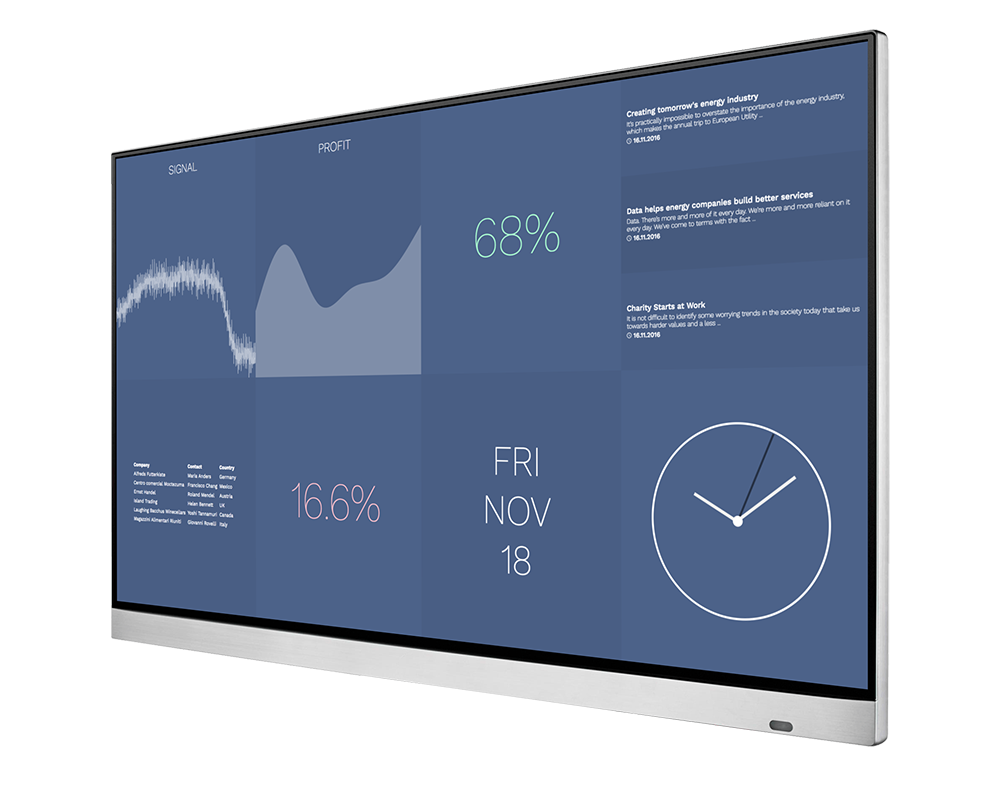 SIGNAL
PROFIT
68%
Creating tomorrow's energy industry
It's practically impossible to overstate the importance of the energy industry,
which makes the annual trip to European Utility ...
16.11.2016
Data helps energy companies build better services
Data. There's more and more of it every day. We're more and more reliant on it
every day. We've come to terms with the fact ...
16.11.2016
Charity Starts at Work
It is not difficult to identify some worrying trends in the society today that take us
towards harder values and a less ...
16.11.2016
Company Contact Country
Alfreds Futterkiste Maria Anders Germany
Centro comercial Moctezuma Francisco Chang Mexico
Ernst Handel Roland Mendel Austria
Island Trading Helen Bennett UK
Laughing Bacchus Winecellars Yoshi Tannamuri Canada
Magazzini Alimentari Riuniti Giovanni Rovelli Italy
16.6%
FRI
NOV
18